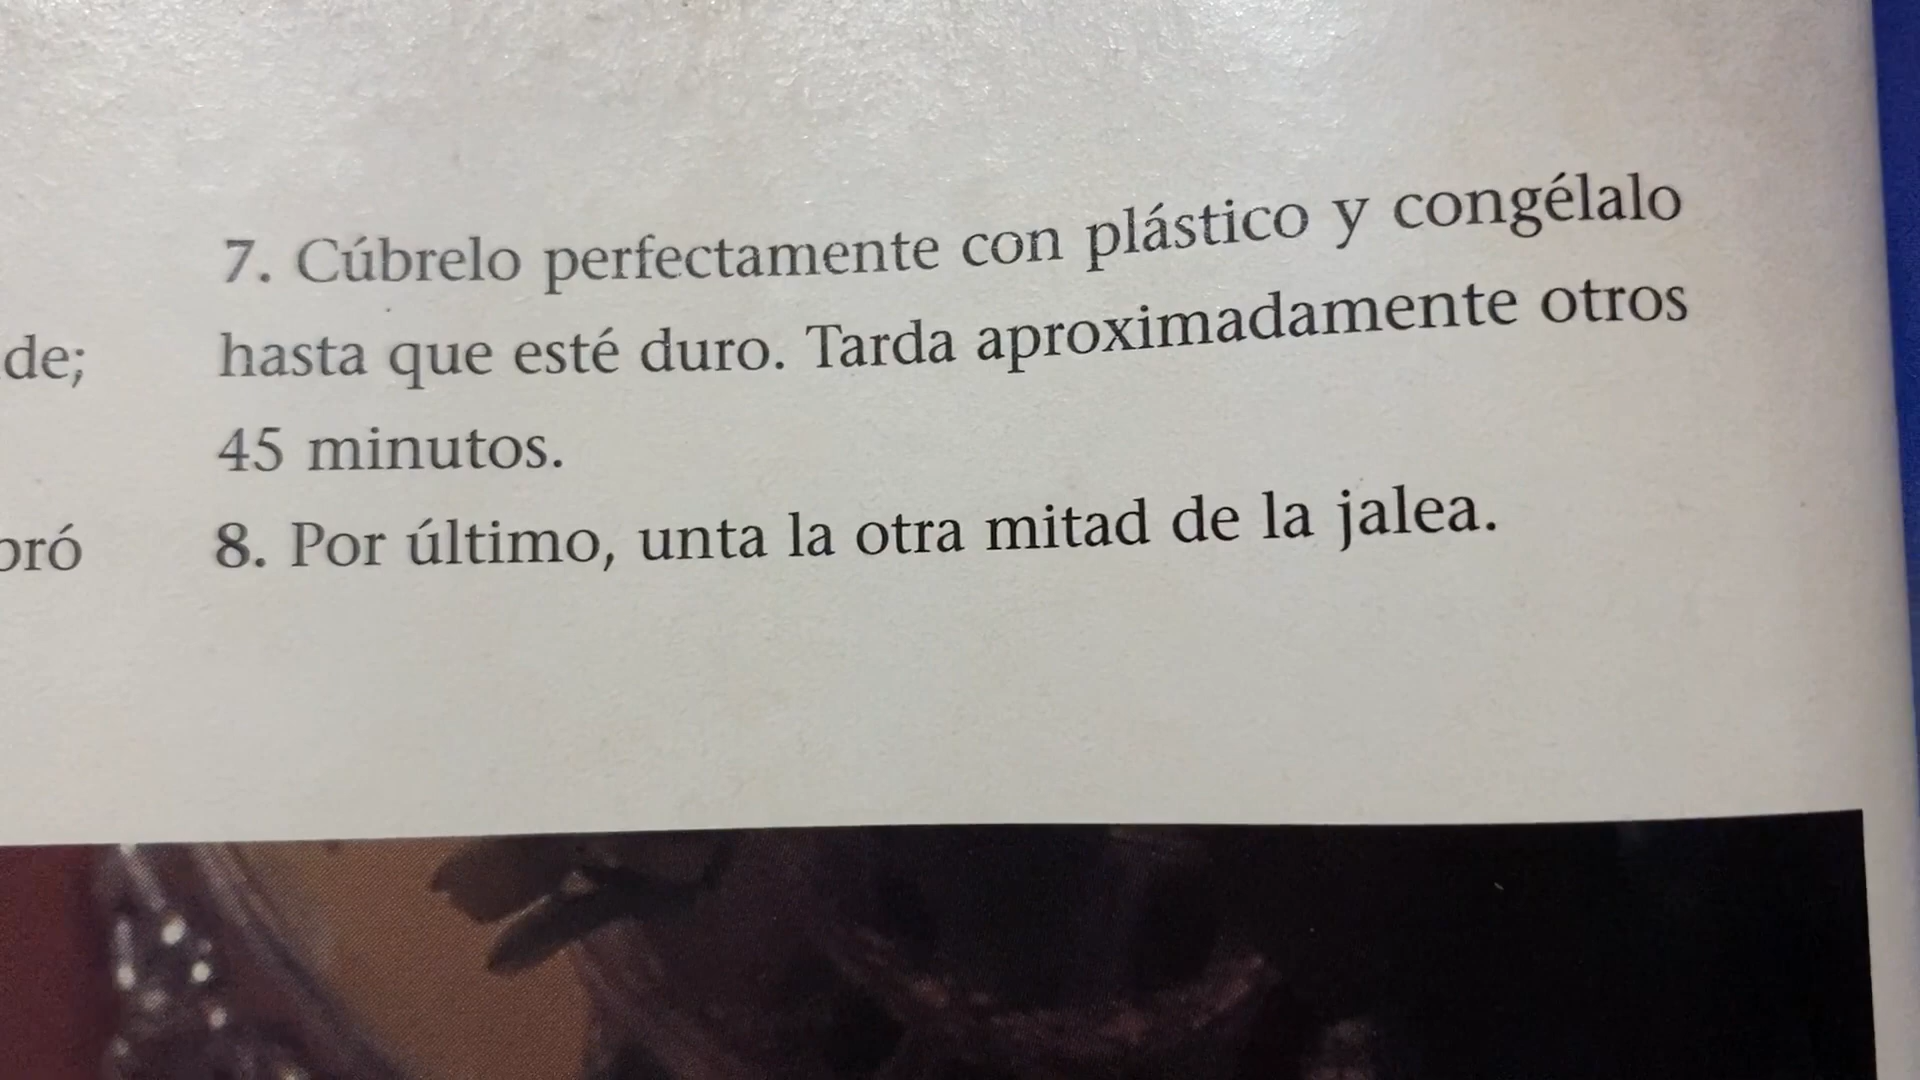 7. Cúbrelo perfectamente con plástico y congélalo
hasta que esté duro. Tarda aproximadamente otros
45 minutos.
8. Por último, unta la otra mitad de la jalea.
de;